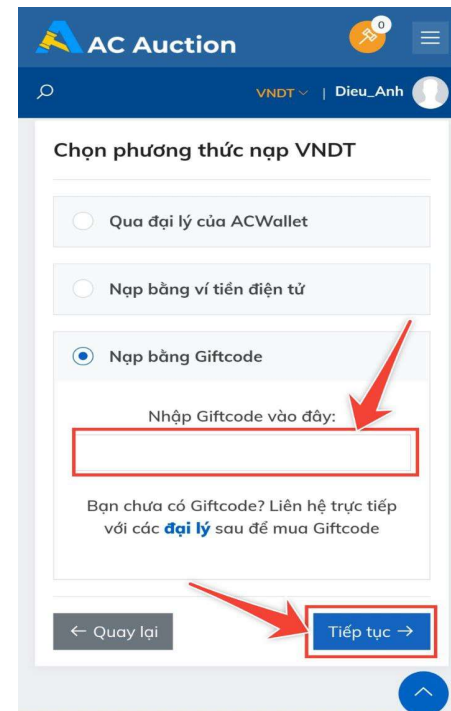 AC Auction
0
VNDT | Dieu_Anh
Chọn phương thức nạp VNDT
Qua đại lý của ACWallet
Nạp bằng ví tiền điện tử
Nạp bằng Giftcode
Nhập Giftcode vào đây:
Bạn chưa có Giftcode? Liên hệ trực tiếp
với các đại lý sau để mua Giftcode
← Quay lại
Tiếp tục →